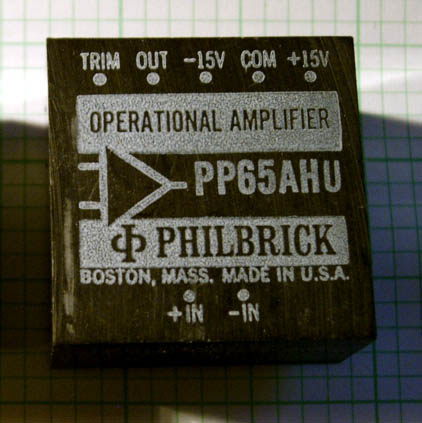 TRIM OUT -15V COM +15V
OPERATIONAL AMPLIFIER
PP65AHU
PHILBRICK
BOSTON, MASS. MADE IN U.S.A.
+IN -IN